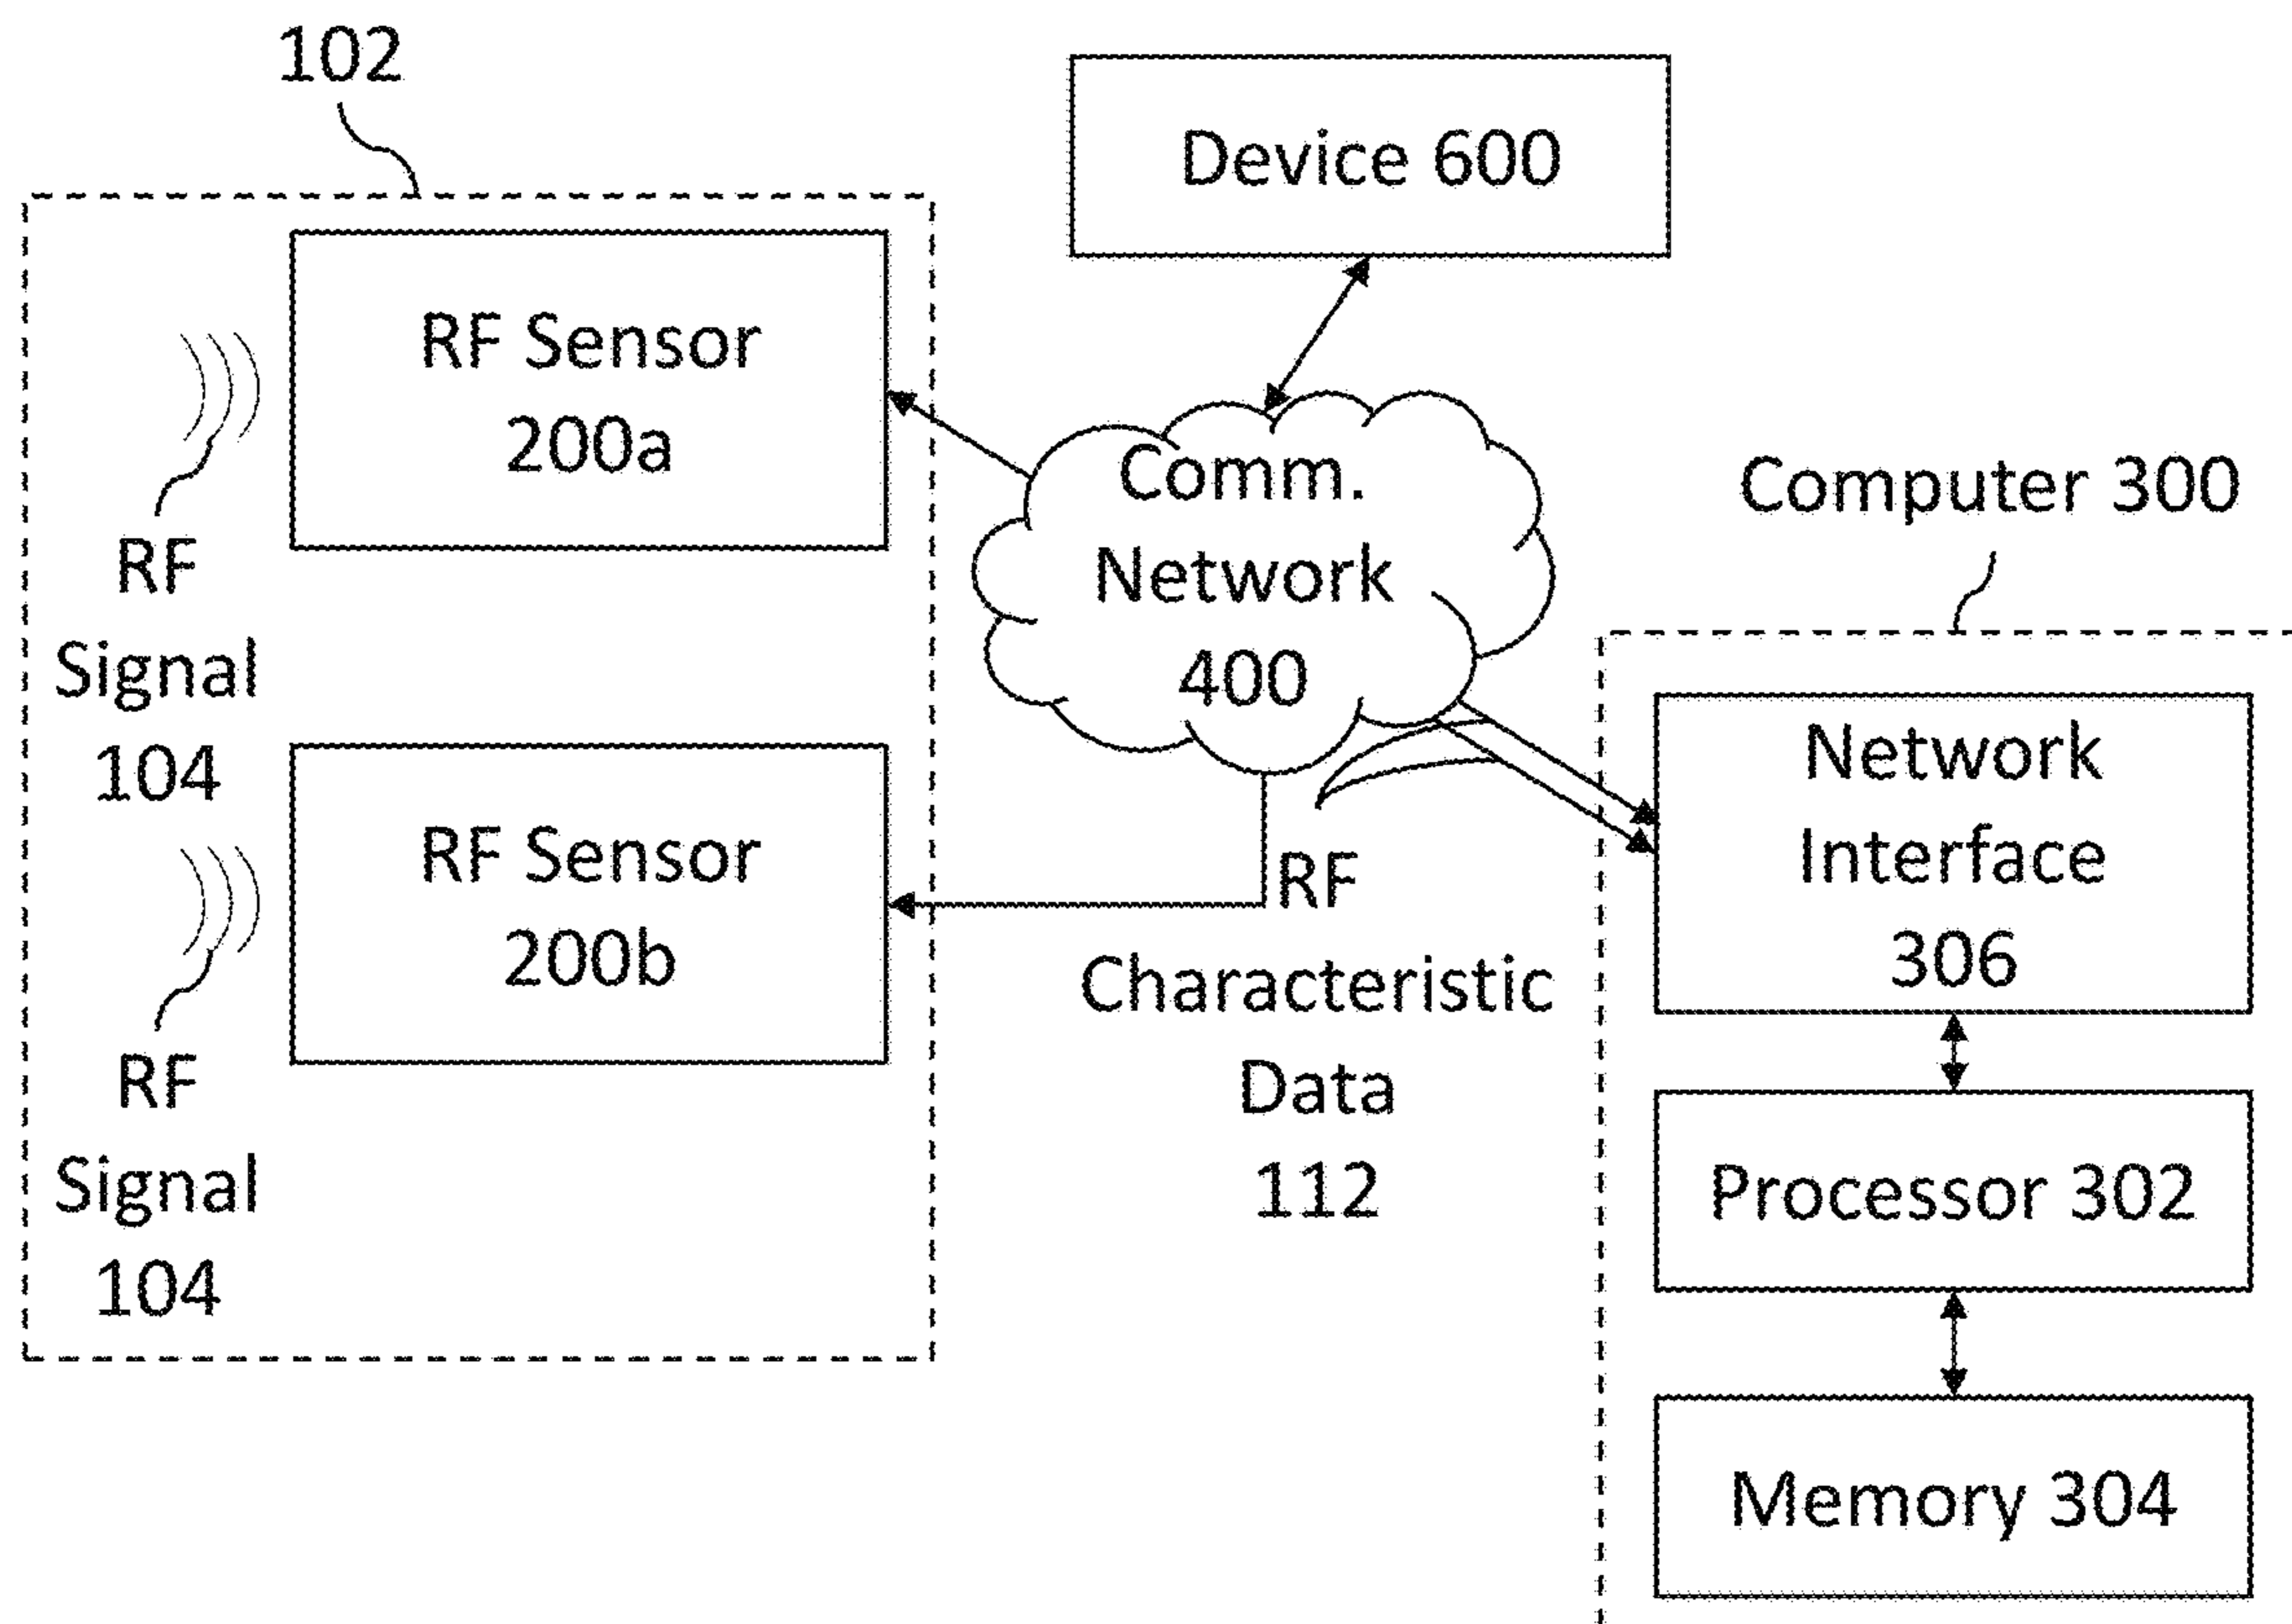 102
Device 600
RF Sensor
200a
RF
Signal
104
Comm.
Network
400
Computer 300
RF Sensor
200b
RF
Signal
104
RF
Characteristic
Data
112
Network
Interface
306
Processor 302
Memory 304